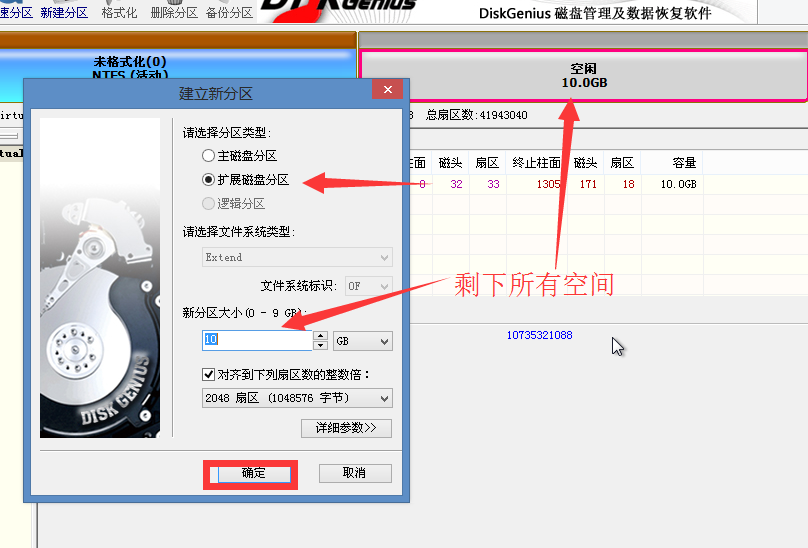 速分区 新建分区 格式化 删除分区 备份分区
DISKGenius
DiskGenius 磁盘管理及数据恢复软件
未格式化(0)
NTFS (活动)
空闲
10.0GB
建立新分区
总扇区数:41943040
请选择分区类型:
主磁盘分区
扩展磁盘分区
逻辑分区
请选择文件系统类型:
Extend
文件系统标识: 0F
新分区大小(0 - 9 GB):
10 GB
对齐到下列扇区数的整数倍：
2048 扇区 (1048576 字节)
详细参数>>
确定 取消
DISK GENIUS
主面 磁头 扇区 终止柱面 磁头 扇区 容量
0 32 33 1305 171 18 10.0GB
剩下所有空间
10735321088